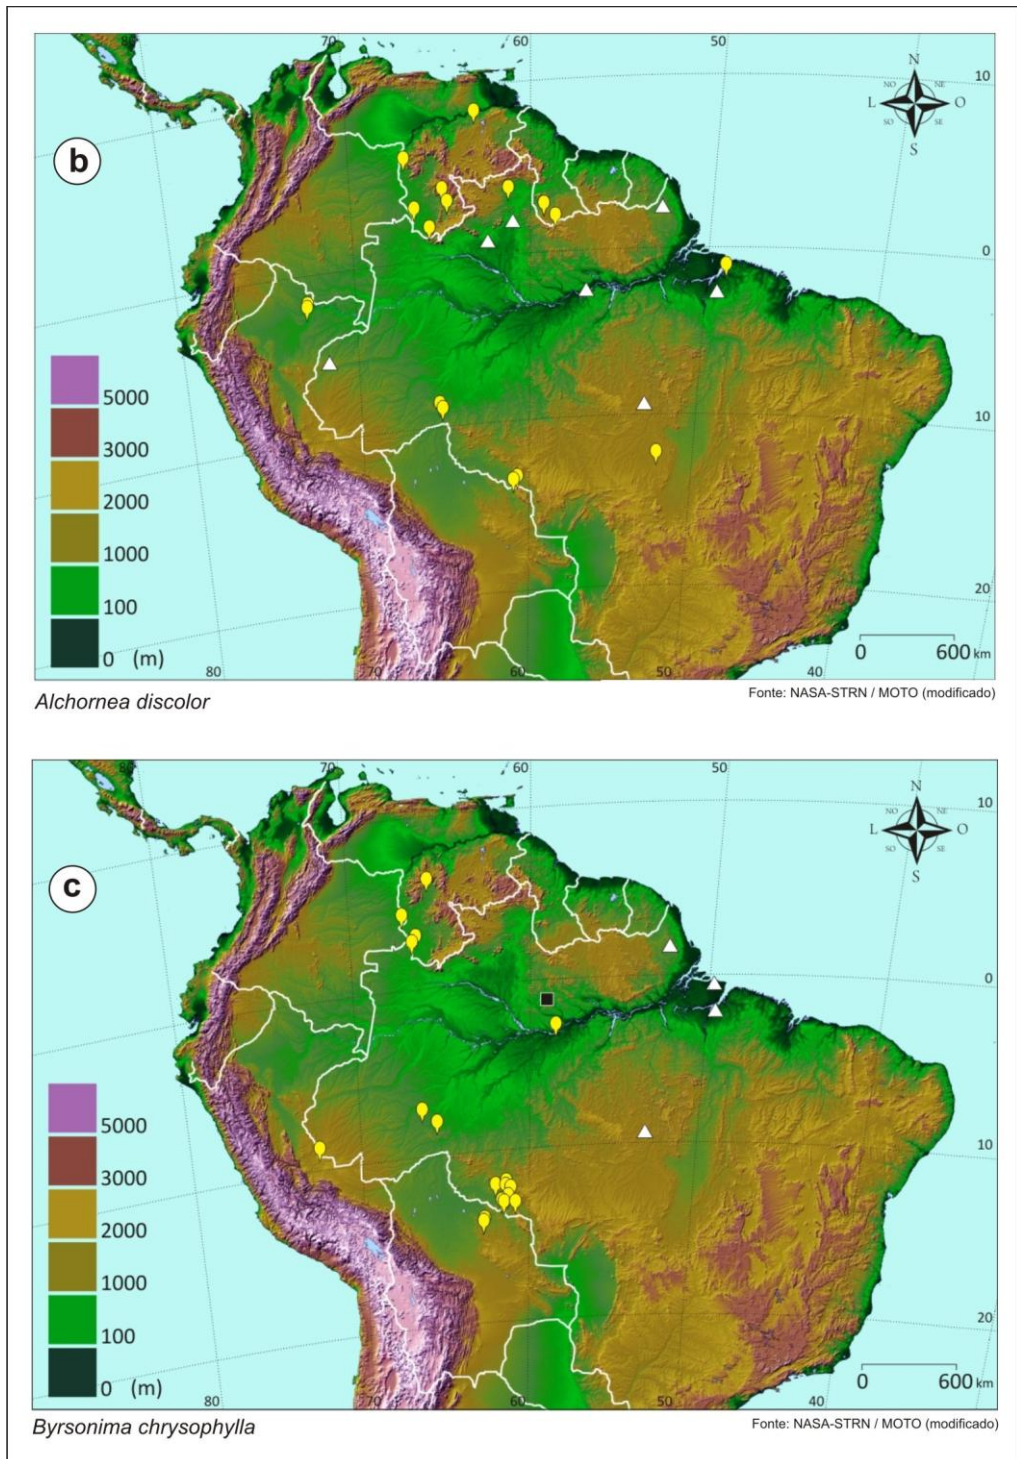 80
70
60
50
N
NO NE
L O
SO SE
S
10
b
0
10
20
5000
3000
2000
1000
100
0 (m)
0 600 km
80
70
60
50
40
Alchornea discolor
Fonte: NASA-STRN / MOTO (modificado)
80
70
60
50
N
NO NE
L O
SO SE
S
10
c
0
10
20
5000
3000
2000
1000
100
0 (m)
0 600 km
80
70
60
50
40
Byrsonima chrysophylla
Fonte: NASA-STRN / MOTO (modificado)